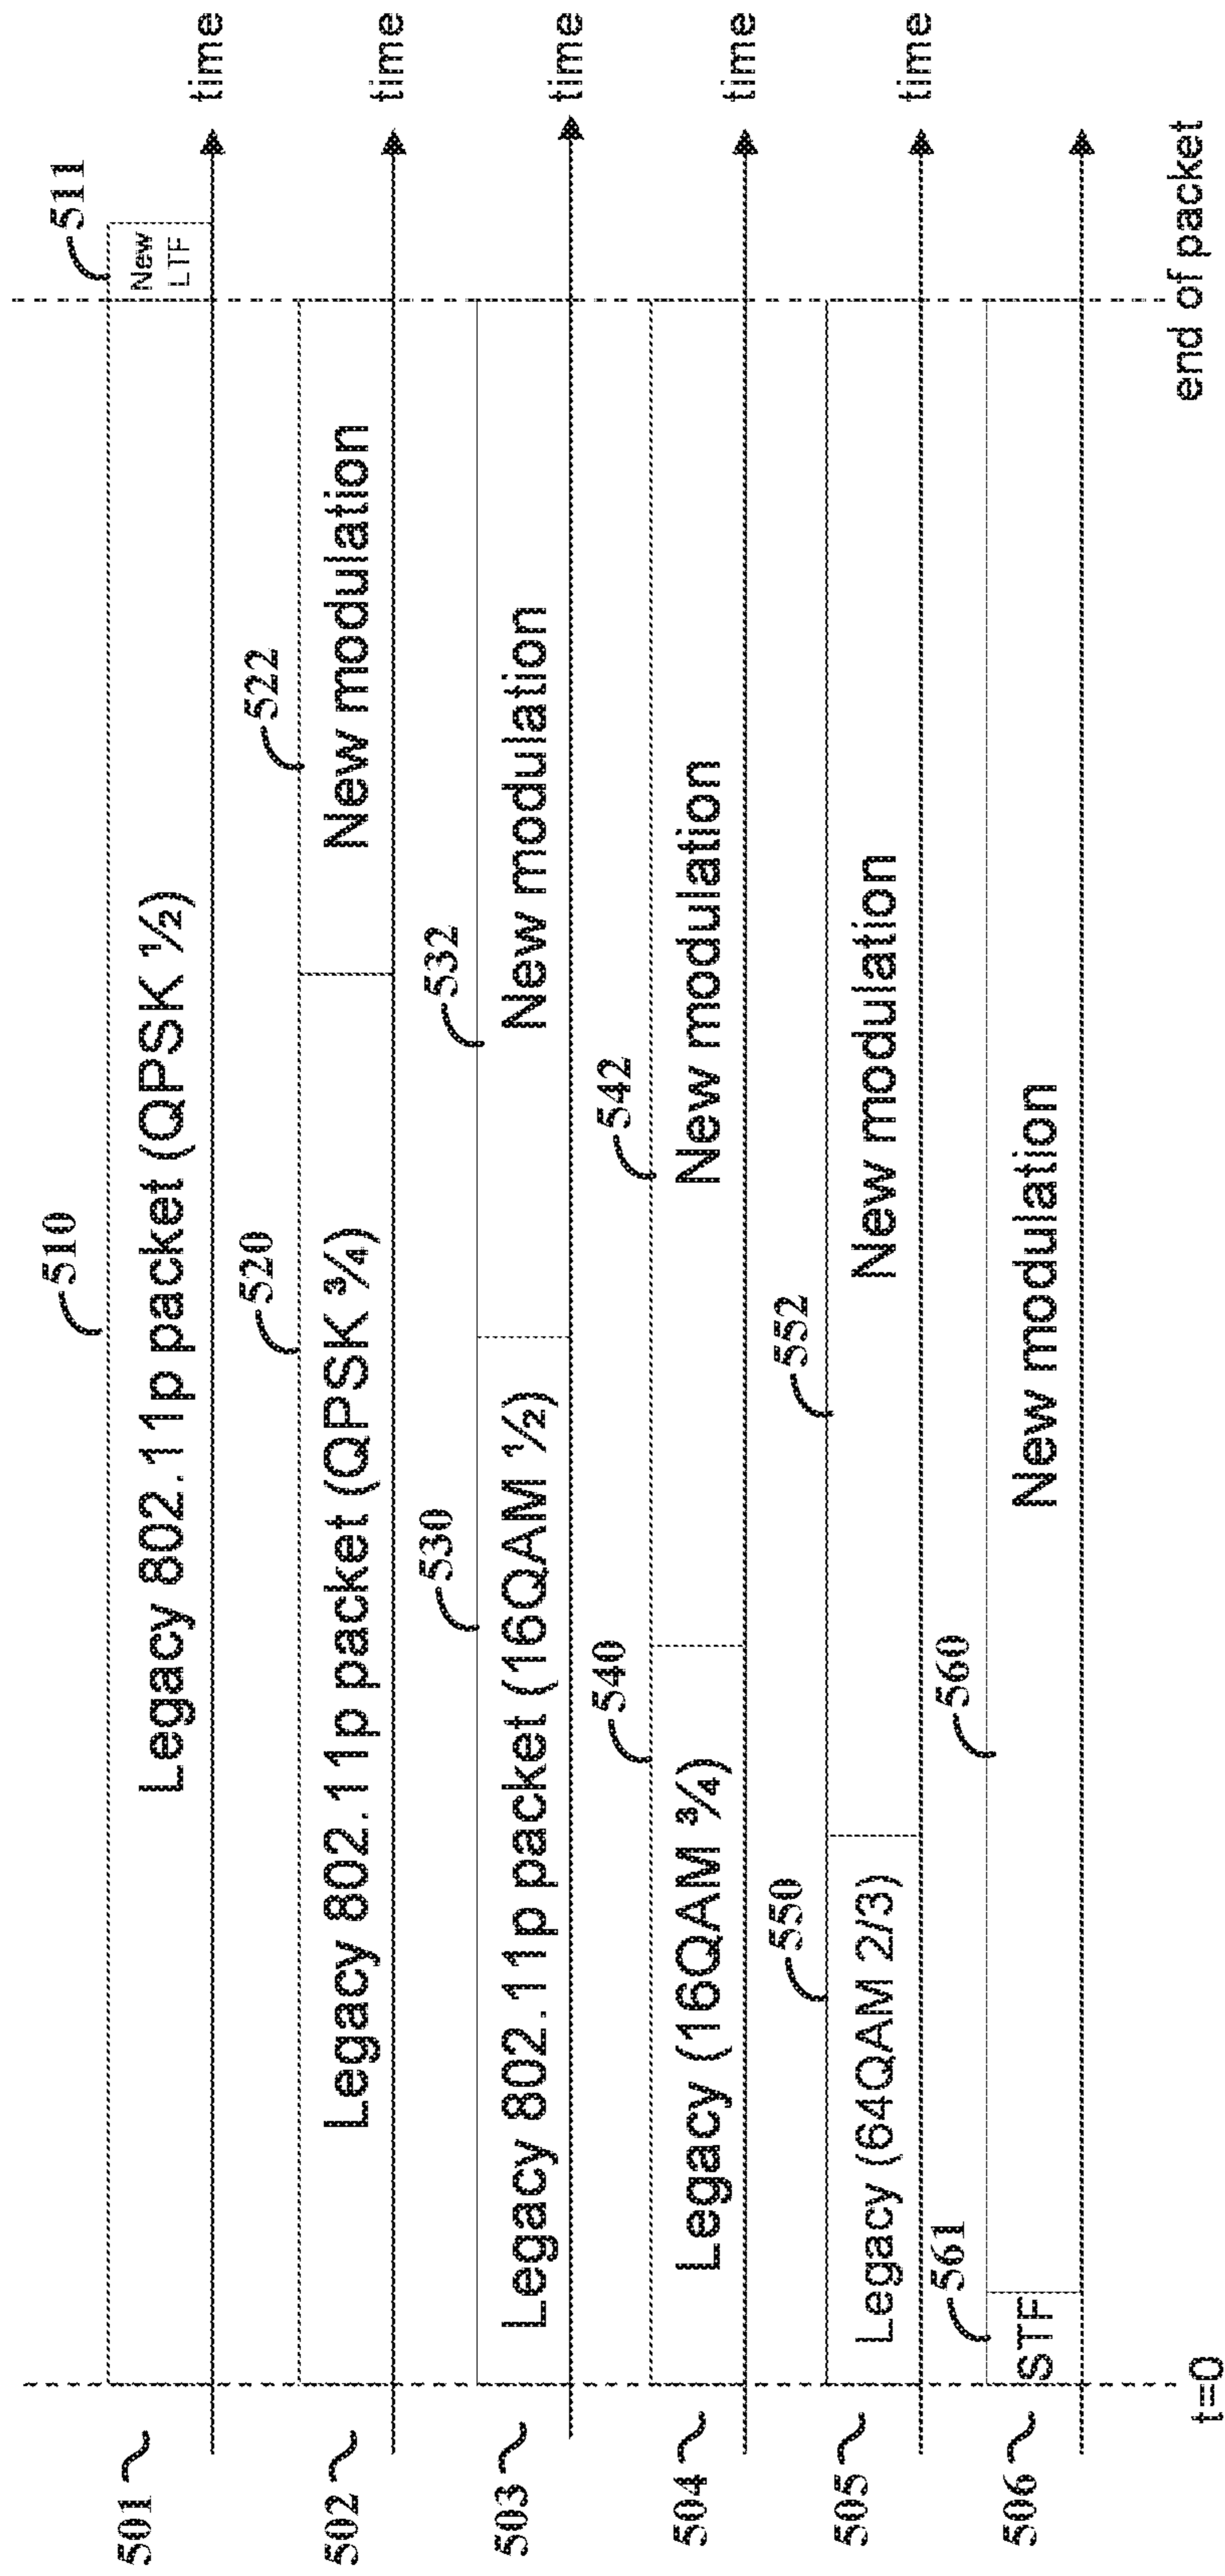 501
510
Legacy 802.11p packet (QPSK ½)
511
New
LTF
time
502
520
Legacy 802.11p packet (QPSK ¾)
522
New modulation
time
503
530
Legacy 802.11p packet (16QAM ½)
532
New modulation
time
504
540
Legacy (16QAM ¾)
542
New modulation
time
505
550
Legacy (64QAM 2/3)
552
New modulation
time
506
561
STF
560
New modulation
t=0
end of packet